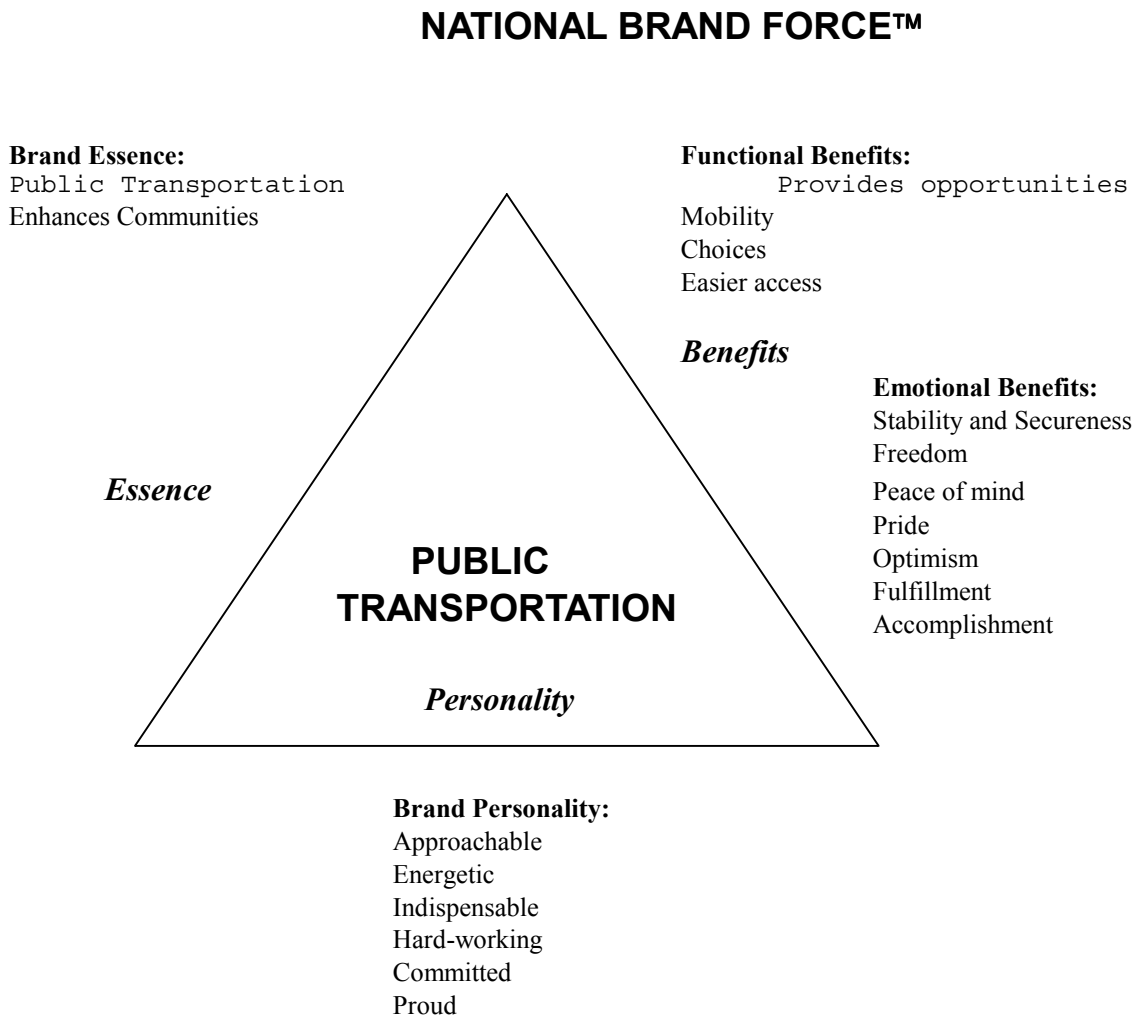 NATIONAL BRAND FORCE™
Brand Essence:
Public Transportation
Enhances Communities
Functional Benefits:
Provides opportunities
Mobility
Choices
Easier access
Benefits
Emotional Benefits:
Stability and Secureness
Freedom
Peace of mind
Pride
Optimism
Fulfillment
Accomplishment
Essence
PUBLIC
TRANSPORTATION
Personality
Brand Personality:
Approachable
Energetic
Indispensable
Hard-working
Committed
Proud